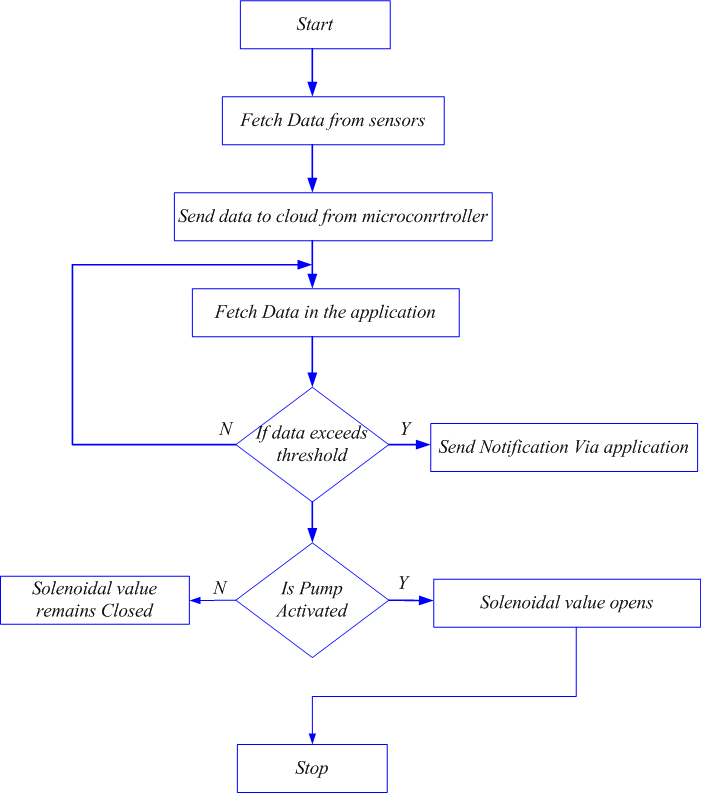 Start
Fetch Data from sensors
Send data to cloud from microconrtroller
Fetch Data in the application
N
If data exceeds
threshold
Y
Send Notification Via application
Solenoidal value
remains Closed
N
Is Pump
Activated
Y
Solenoidal value opens
Stop